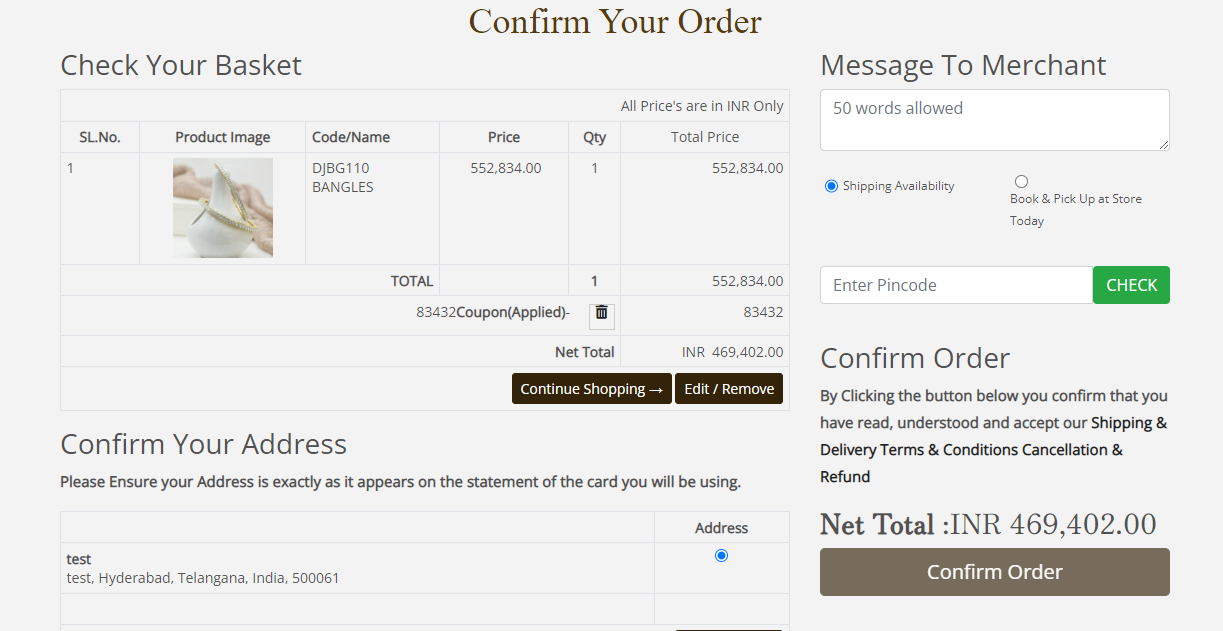 Confirm Your Order
Check Your Basket
All Price's are in INR Only
SL.No. Product Image Code/Name Price Qty Total Price
1 DJBG110 552,834.00 1 552,834.00
BANGLES
TOTAL 1 552,834.00
83432Coupon(Applied)- 83432
Net Total INR 469,402.00
Continue Shopping → Edit / Remove
Confirm Your Address
Please Ensure your Address is exactly as it appears on the statement of the card you will be using.
Address
test
test, Hyderabad, Telangana, India, 500061
Message To Merchant
50 words allowed
Shipping Availability
Book & Pick Up at Store
Today
Enter Pincode CHECK
Confirm Order
By Clicking the button below you confirm that you
have read, understood and accept our Shipping &
Delivery Terms & Conditions Cancellation &
Refund
Net Total :INR 469,402.00
Confirm Order